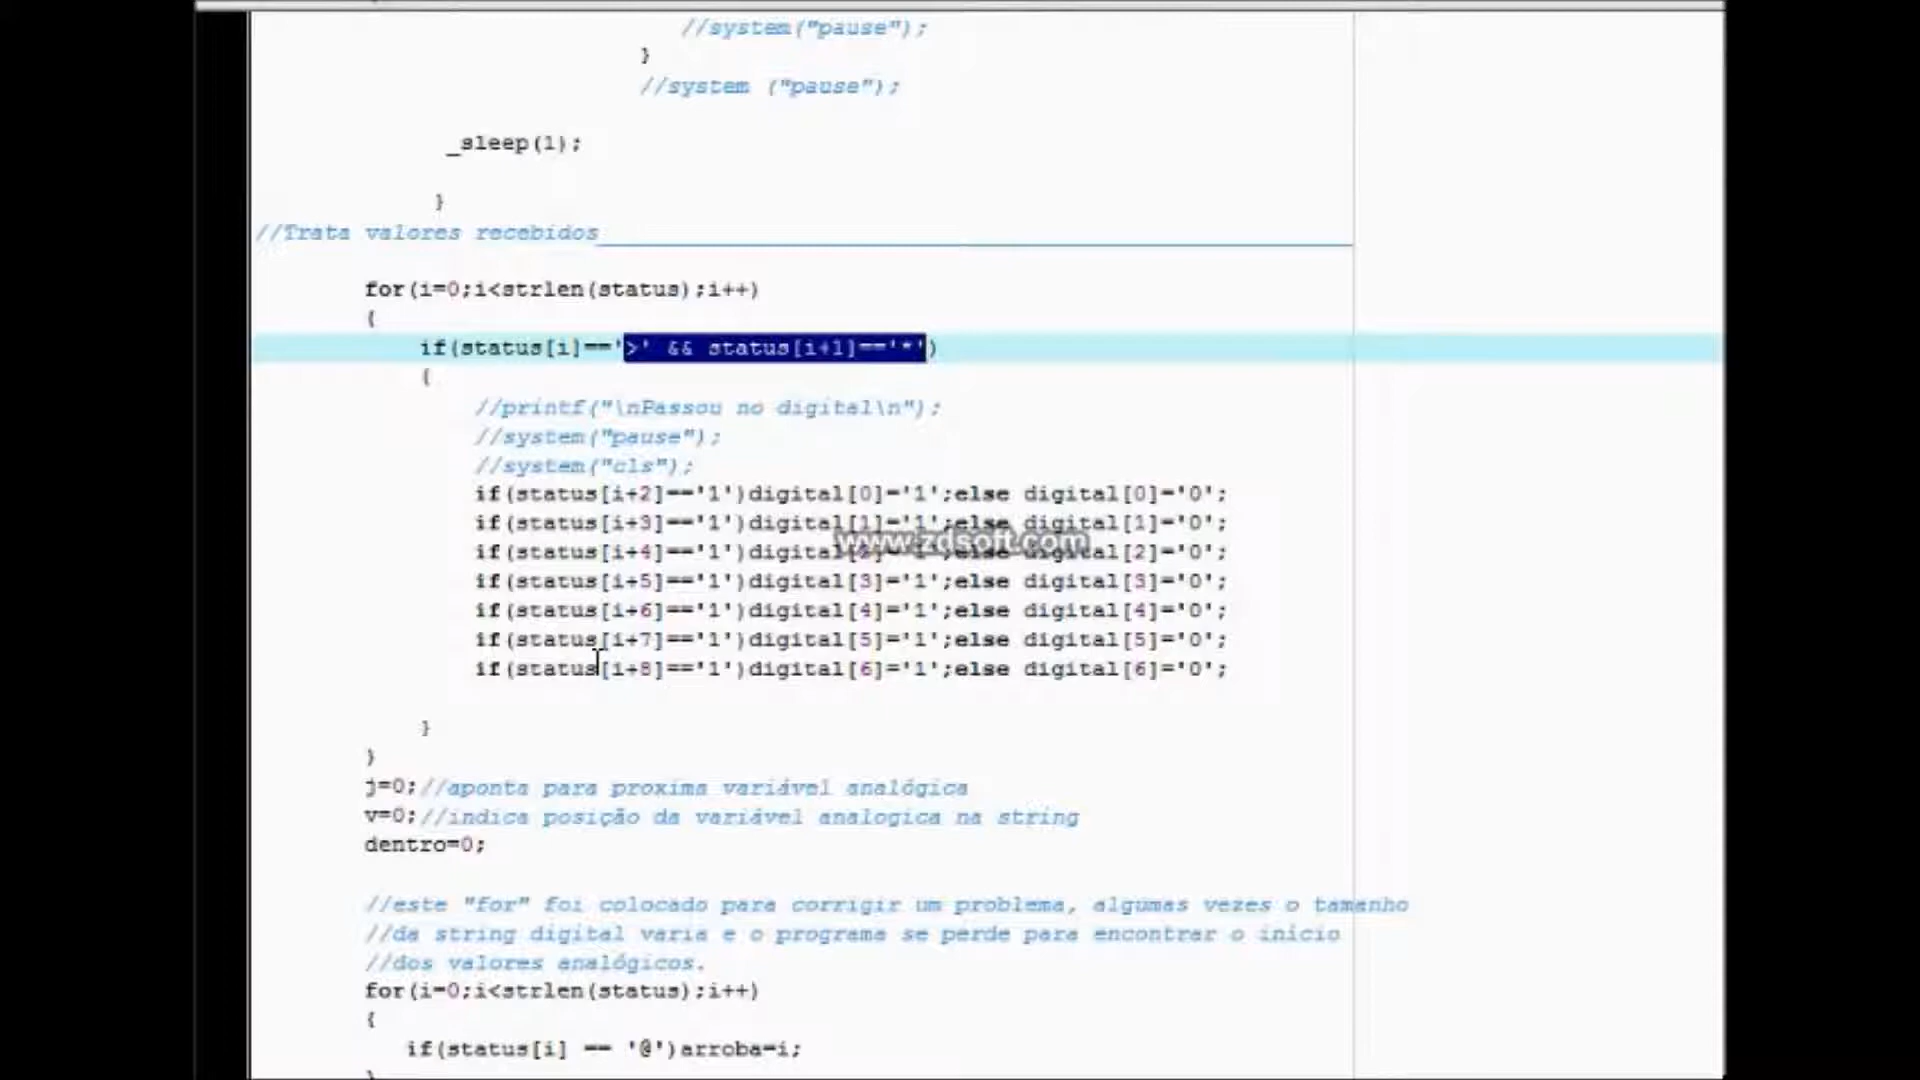 //system("pause");
}
//system ("pause");
_sleep(1);
}
//Trata valores recebidos
for(i=0;i<strlen(status);i++)
{
if(status[i]=='>' && status[i+1]=='*')
{
//printf("\nPassou no digital\n");
//system("pause");
//system("cls");
if(status[i+2]=='1')digital[0]='1';else digital[0]='0';
if(status[i+3]=='1')digital[1]='1';else digital[1]='0';
www.zdsoft.com
if(status[i+4]=='1')digital[2]='1';else digital[2]='0';
if(status[i+5]=='1')digital[3]='1';else digital[3]='0';
if(status[i+6]=='1')digital[4]='1';else digital[4]='0';
if(status[i+7]=='1')digital[5]='1';else digital[5]='0';
if(status[i+8]=='1')digital[6]='1';else digital[6]='0';
}
}
j=0;//aponta para proxima variável analógica
v=0;//indica posição da variável analogica na string
dentro=0;
//este "for" foi colocado para corrigir um problema, algumas vezes o tamanho
//da string digital varia e o programa se perde para encontrar o inicio
//dos valores analógicos.
for(i=0;i<strlen(status);i++)
{
if(status[i] == '@')arroba=i;
}